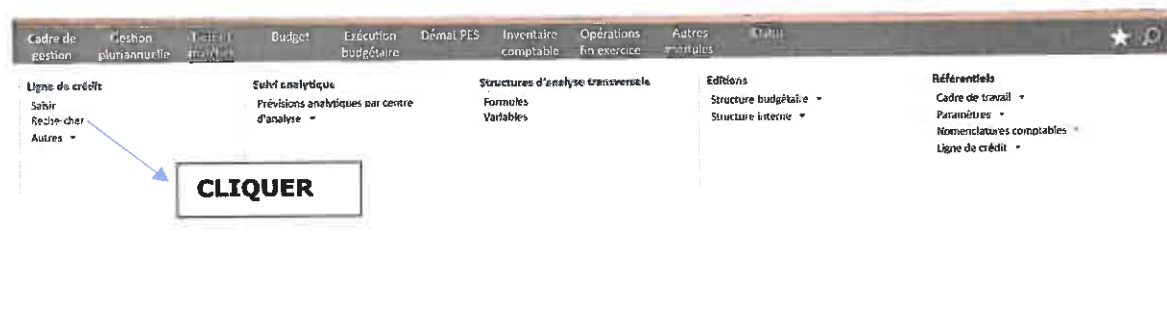 Cadre de gestion
Gestion pluriannuelle
Budget
Exécution budgétaire
Démat PES
Inventaire comptable
Opérations fin exercice
Autres modules
Ligne de crédit
Saisir
Rechercher
Autres
Suivi analytique
Prévisions analytiques par centre
d'analyse
Structures d'analyse transversale
Formules
Variables
Editions
Structure budgétaire
Structure interne
Référentiels
Cadre de travail
Paramètres
Nomenclatures comptables
Ligne de crédit
CLIQUER